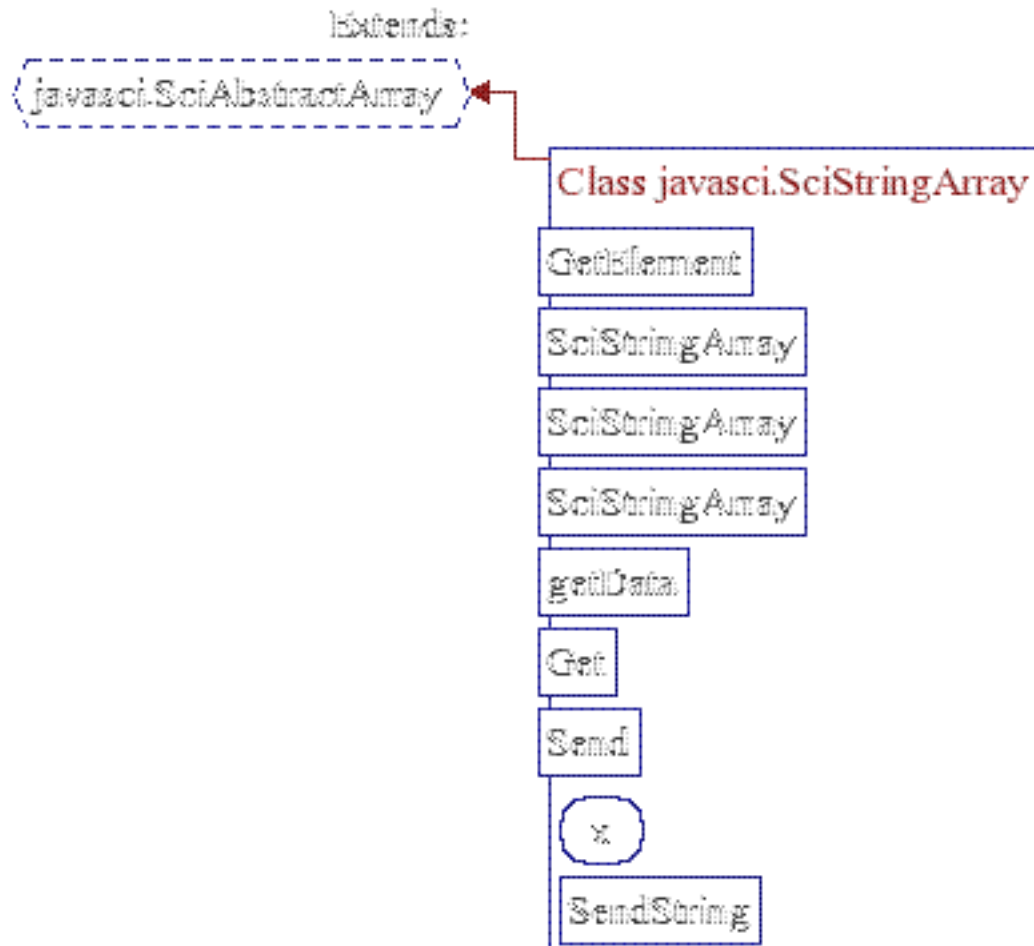 Extends:
javasci.SciAbstractArray
Class javasci.SciStringArray
GetElement
SciStringArray
SciStringArray
SciStringArray
getData
Get
Send
x
SendString